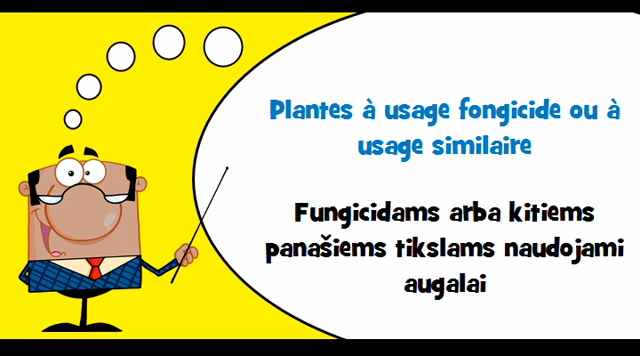 Plantes à usage fongicide ou à
usage similaire
Fungicidams arba kitiems
panašiems tikslams naudojami
augalai